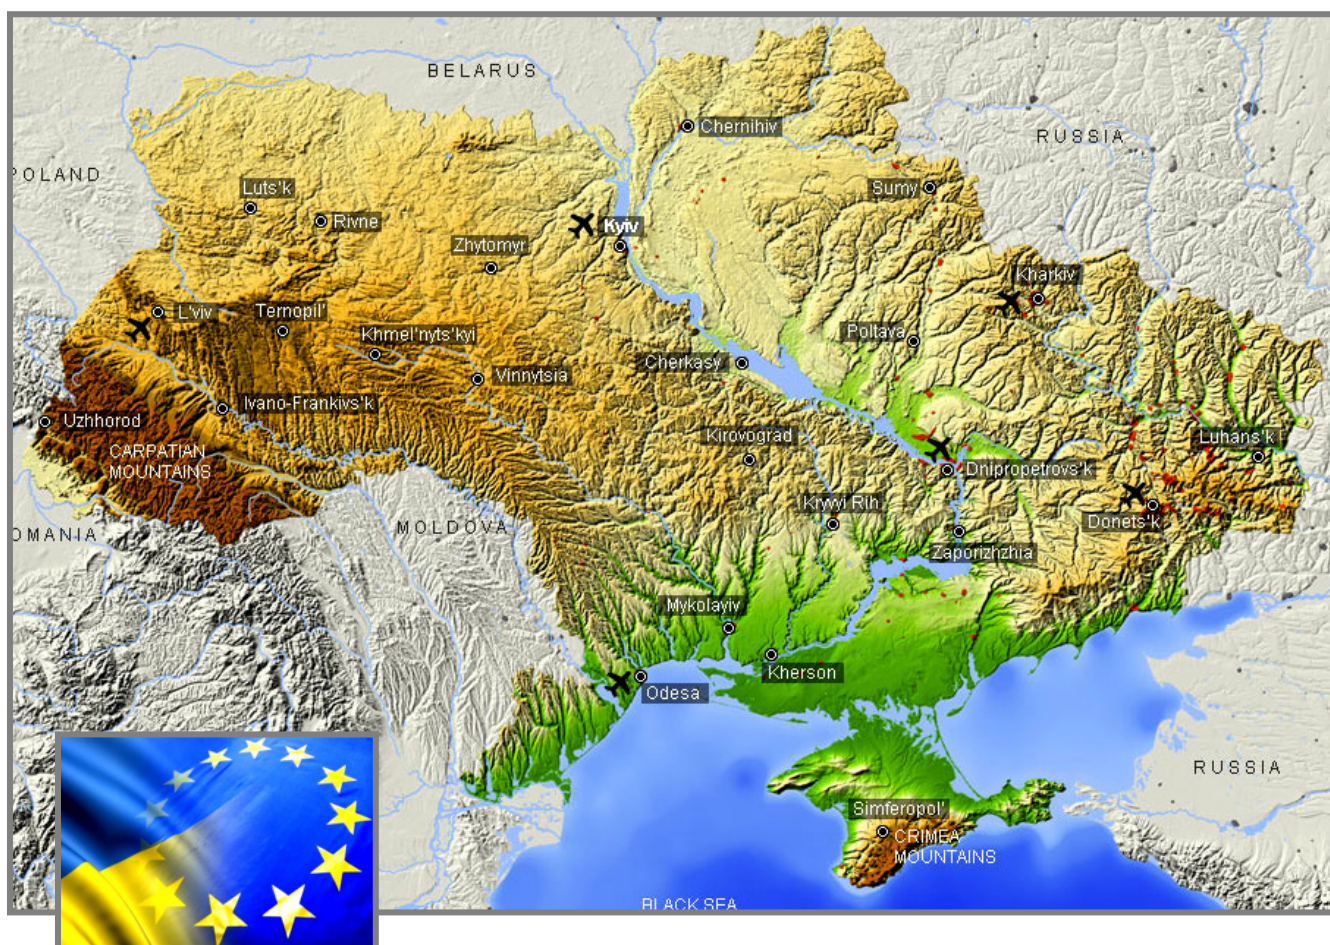 BELARUS
Chernihiv
RUSSIA
POLAND
Luts'k
Sumy
Rivne
Kyiv
Zhytomyr
Kharkiv
L'viv
Ternopil'
Khmel'nyts'kyi
Poltava
Cherkasy
Vinnytsia
Ivano-Frankivs'k
Uzhhorod
Kirovograd
Luhans'k
CARPATIAN
MOUNTAINS
Dnipropetrovs'k
Kryvyi Rih
Donets'k
MOLDOVA
OMANIA
Zaporizhzhia
Mykolayiv
Kherson
Odesa
RUSSIA
Simferopol'
CRIMEA
MOUNTAINS
BLACK SEA